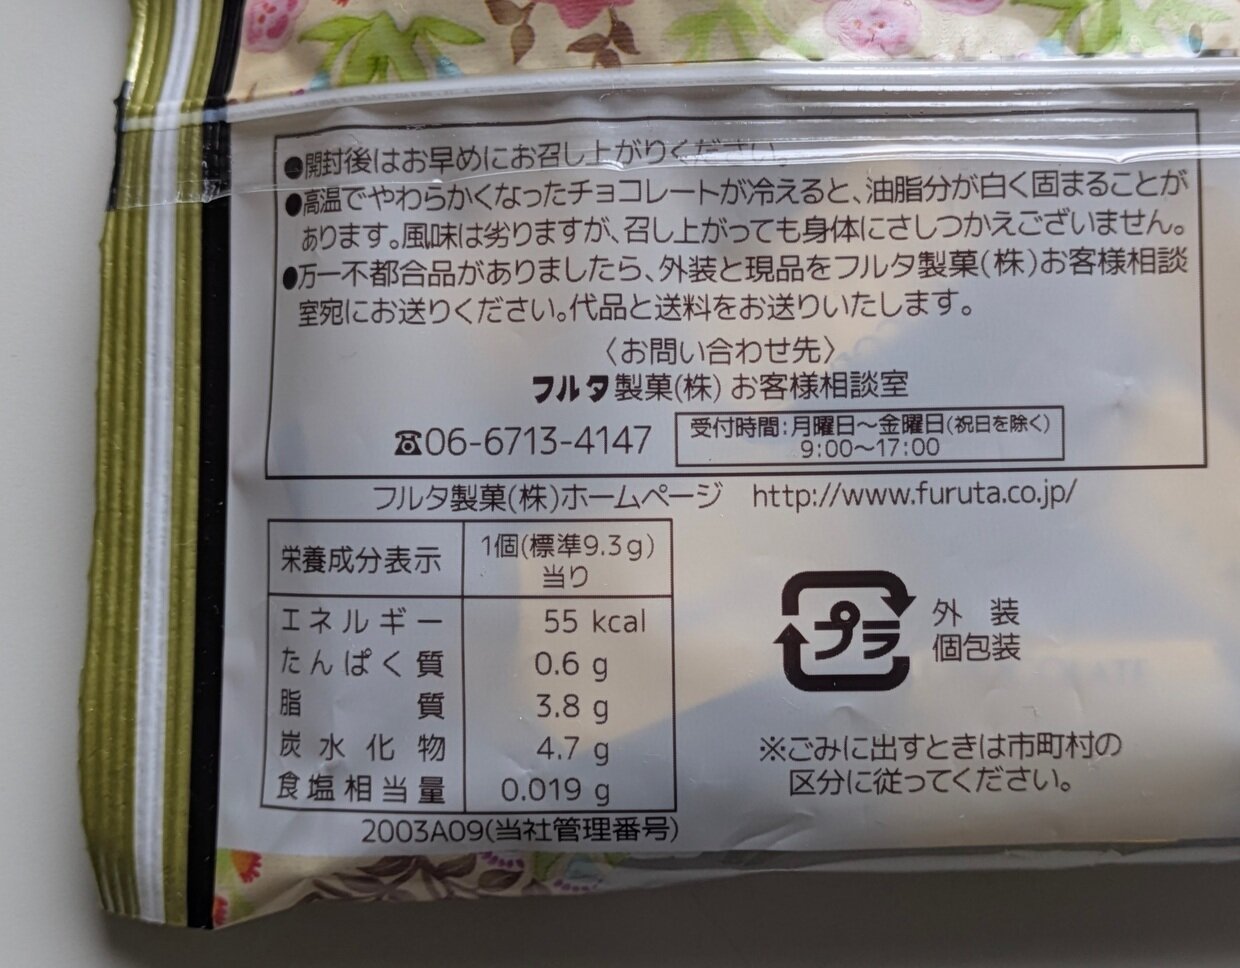 ●開封後はお早めにお召し上がりください。
●高温でやわらかくなったチョコレートが冷えると、油脂分が白く固まることが
あります。風味は劣りますが、召し上がっても身体にさしつかえございません。
●万一不都合品がありましたら、外装と現品をフルタ製菓(株)お客様相談
室宛にお送りください。代品と送料をお送りいたします。
〈お問い合わせ先〉
フルタ製菓(株) お客様相談室
☎06-6713-4147
受付時間:月曜日〜金曜日(祝日を除く)
9:00〜17:00
フルタ製菓(株)ホームページ http://www.furuta.co.jp/
栄養成分表示 1個(標準9.3g)
当り
エネルギー 55 kcal
たんぱく質 0.6 g
脂質 3.8 g
炭水化物 4.7 g
食塩相当量 0.019 g
2003A09(当社管理番号)
プラ
外装
個包装
※ごみに出すときは市町村の
区分に従ってください。